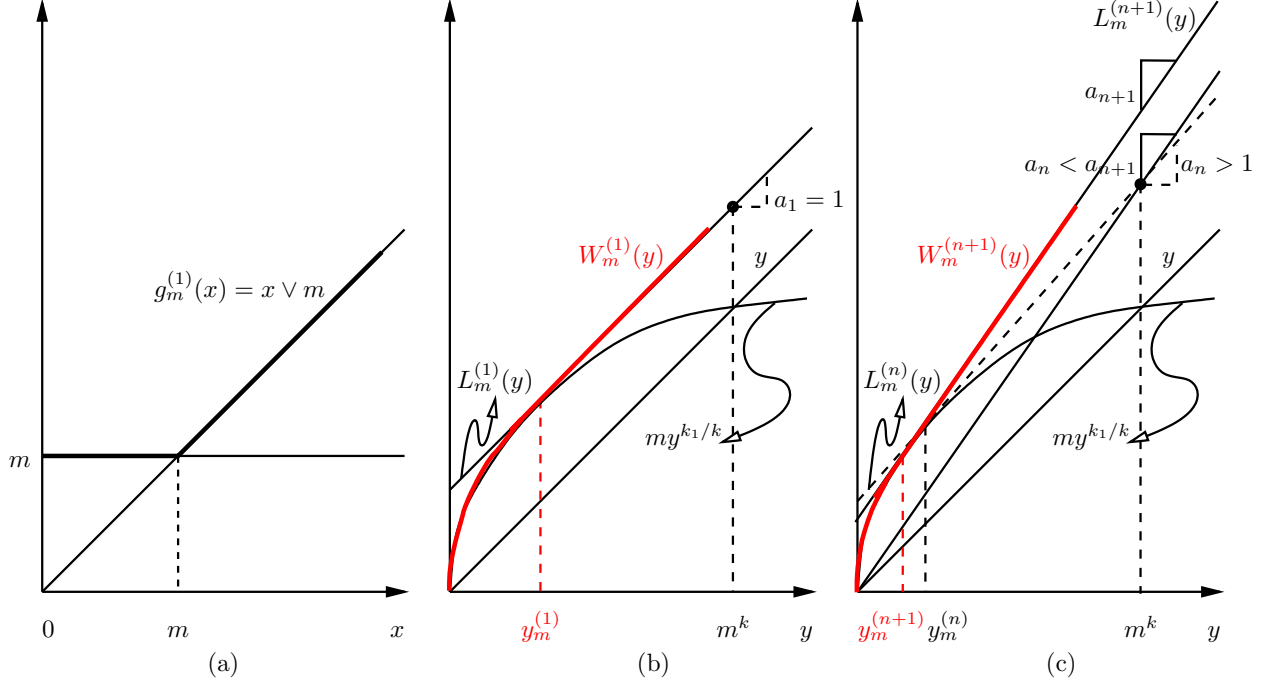 g_m^{(1)}(x) = x ∨ m
m
0
m
x
(a)
W_m^{(1)}(y)
a_1 = 1
y
L_m^{(1)}(y)
my^{k_1/k}
y_m^{(1)}
m^k
y
(b)
L_m^{(n+1)}(y)
a_{n+1}
a_n < a_{n+1}
a_n > 1
W_m^{(n+1)}(y)
y
L_m^{(n)}(y)
my^{k_1/k}
y_m^{(n+1)}
y_m^{(n)}
m^k
y
(c)